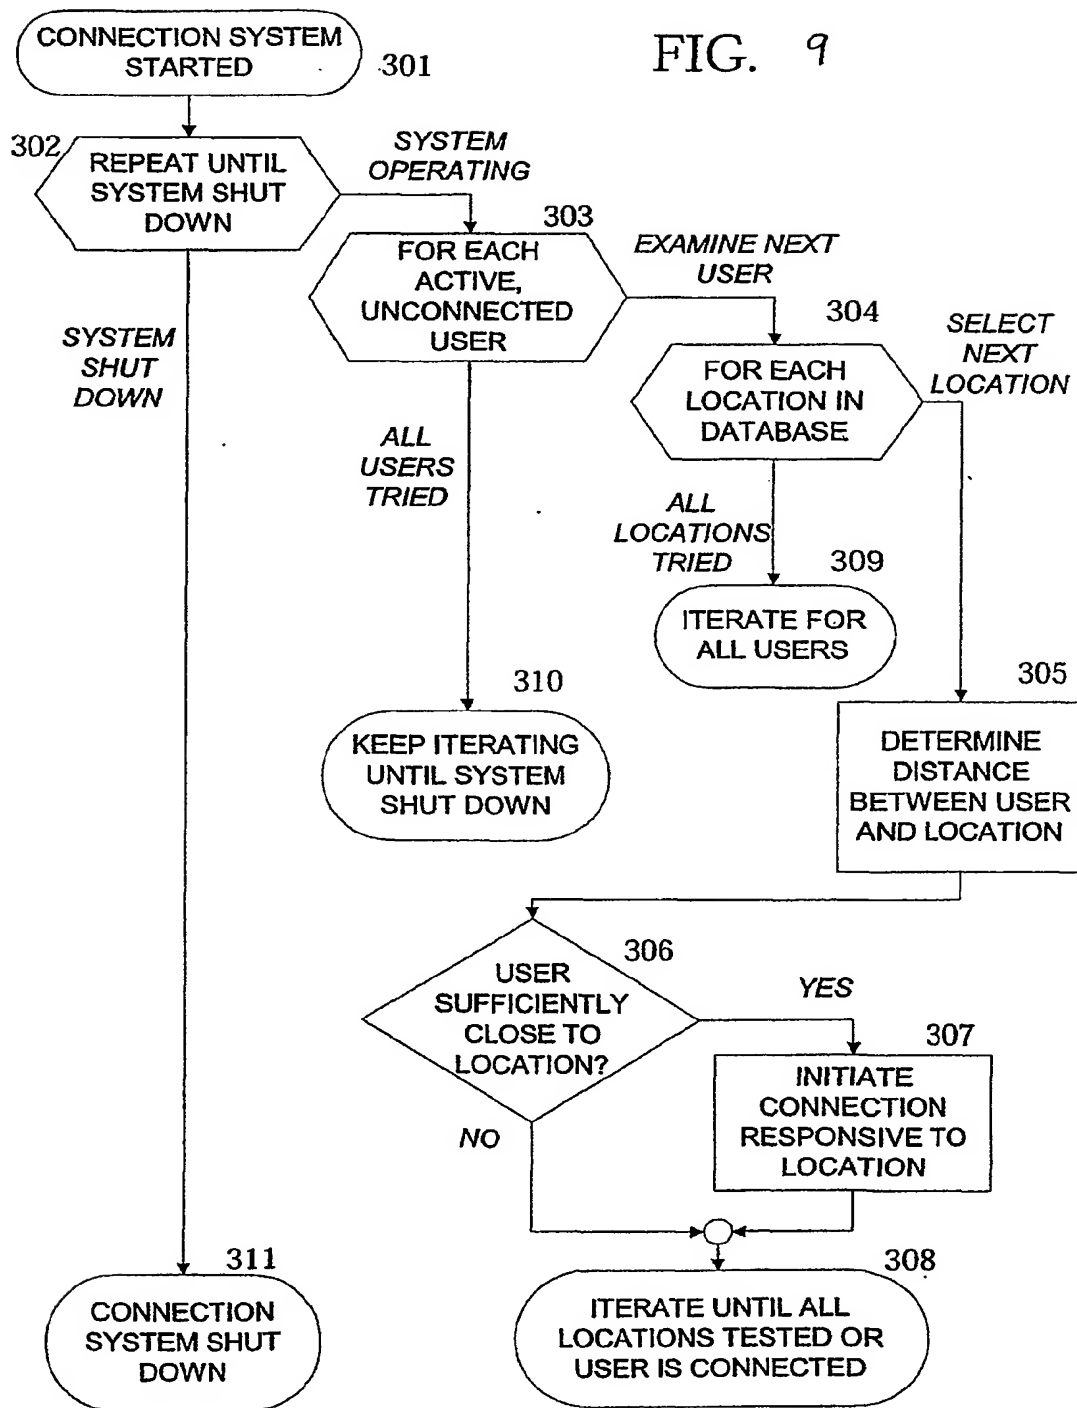 FIG. 9
CONNECTION SYSTEM
STARTED
301
302
REPEAT UNTIL
SYSTEM SHUT
DOWN
SYSTEM
OPERATING
303
FOR EACH
ACTIVE,
UNCONNECTED
USER
EXAMINE NEXT
USER
304
FOR EACH
LOCATION IN
DATABASE
SELECT
NEXT
LOCATION
SYSTEM
SHUT
DOWN
ALL
USERS
TRIED
ALL
LOCATIONS
TRIED
309
ITERATE FOR
ALL USERS
310
KEEP ITERATING
UNTIL SYSTEM
SHUT DOWN
305
DETERMINE
DISTANCE
BETWEEN USER
AND LOCATION
306
USER
SUFFICIENTLY
CLOSE TO
LOCATION?
YES
307
INITIATE
CONNECTION
RESPONSIVE TO
LOCATION
NO
308
ITERATE UNTIL ALL
LOCATIONS TESTED OR
USER IS CONNECTED
311
CONNECTION
SYSTEM SHUT
DOWN